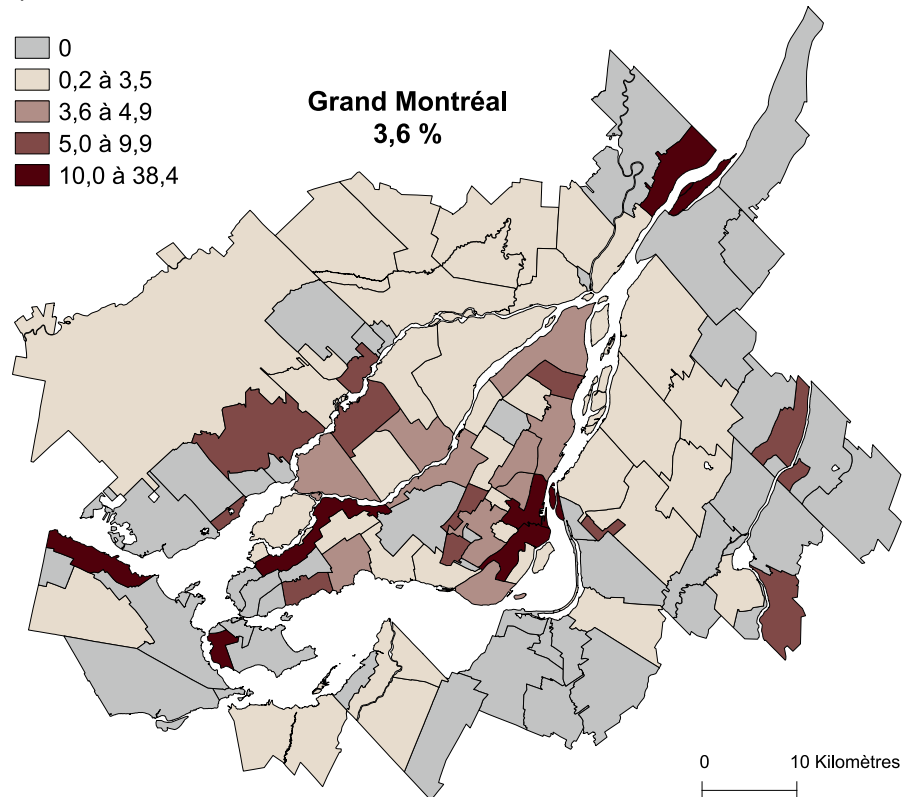 0
0,2 à 3,5
3,6 à 4,9
5,0 à 9,9
10,0 à 38,4
Grand Montréal
3,6 %
0 10 Kilomètres